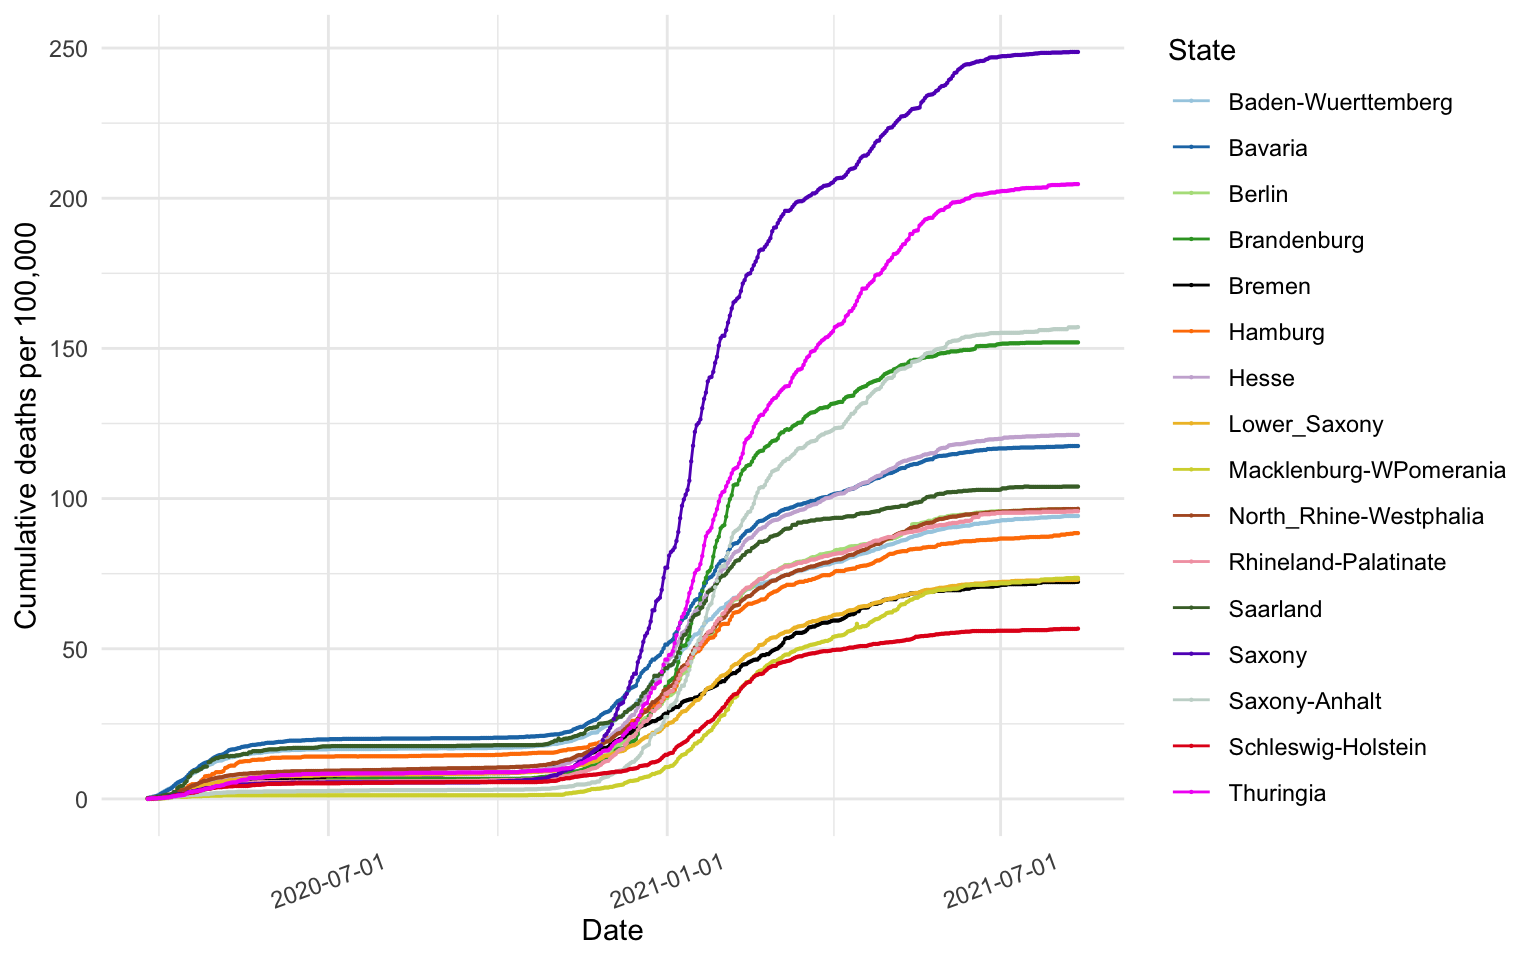 250
200
150
100
50
0
Cumulative deaths per 100,000
2020-07-01
2021-01-01
2021-07-01
Date
State
Baden-Wuerttemberg
Bavaria
Berlin
Brandenburg
Bremen
Hamburg
Hesse
Lower_Saxony
Macklenburg-WPomerania
North_Rhine-Westphalia
Rhineland-Palatinate
Saarland
Saxony
Saxony-Anhalt
Schleswig-Holstein
Thuringia